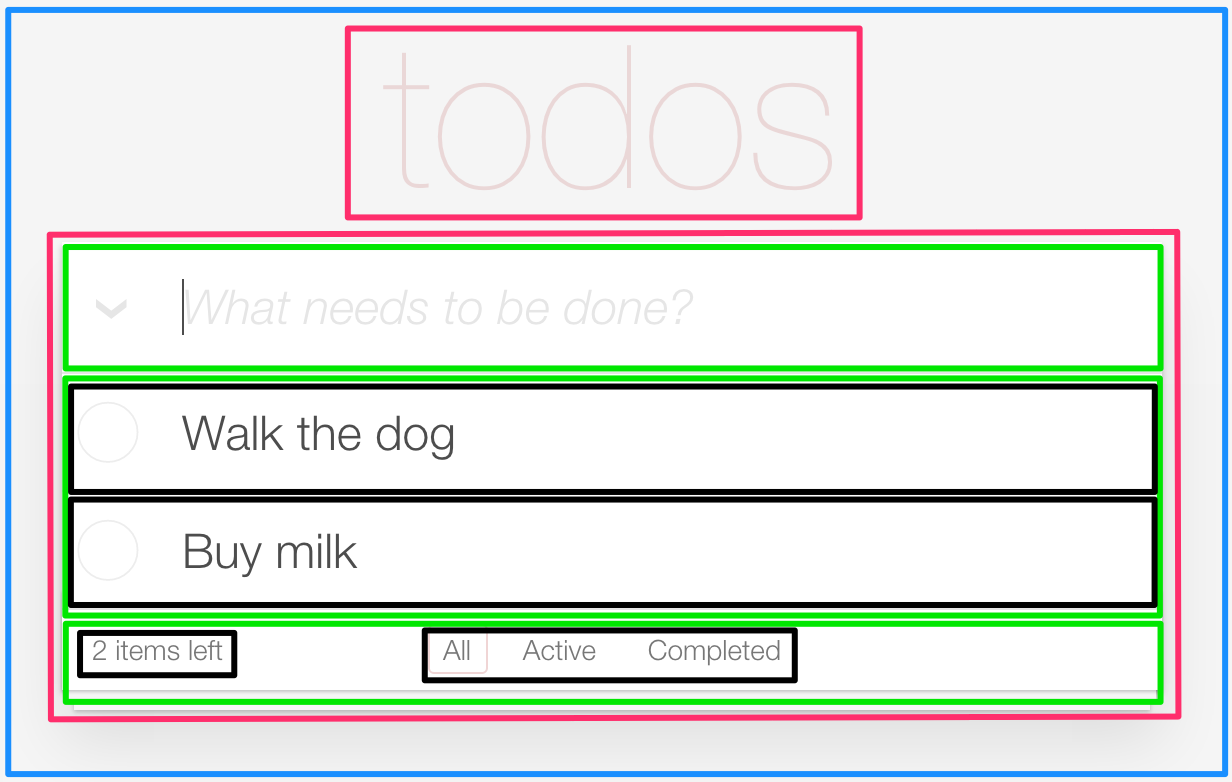 todos
What needs to be done?
Walk the dog
Buy milk
2 items left All Active Completed